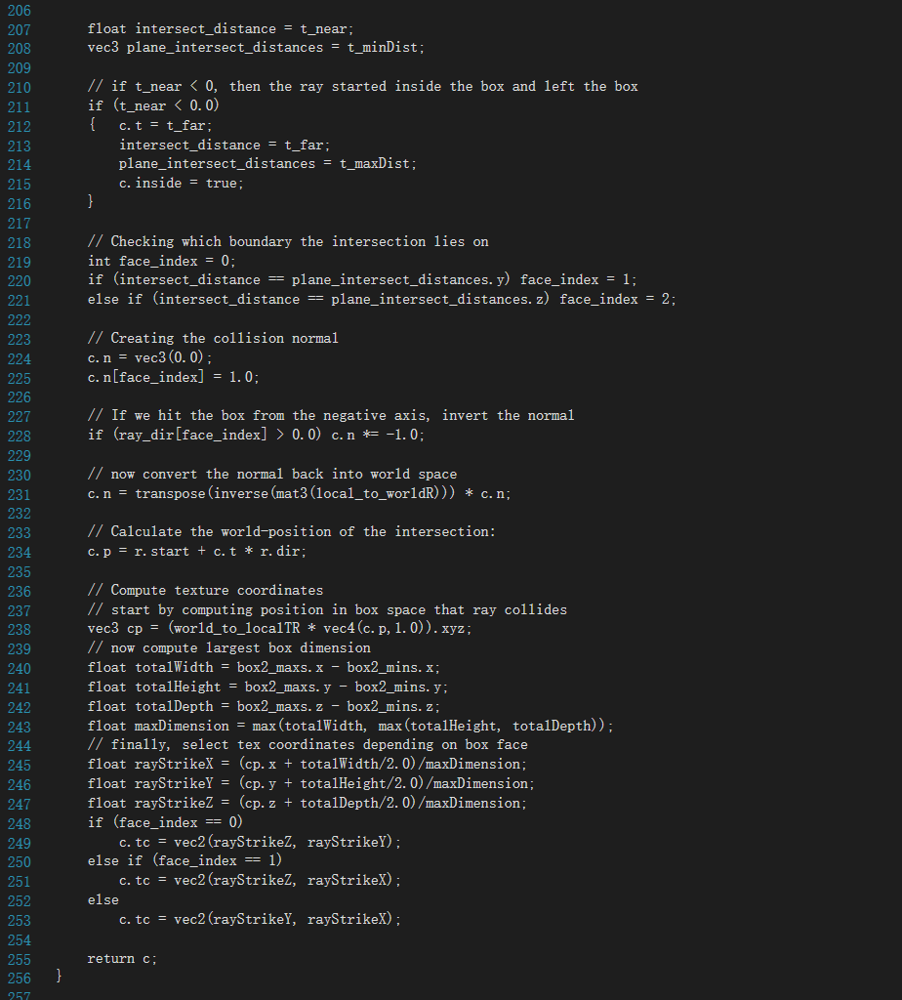 206
207 float intersect_distance = t_near;
208 vec3 plane_intersect_distances = t_minDist;
209
210 // if t_near < 0, then the ray started inside the box and left the box
211 if (t_near < 0.0)
212 { c.t = t_far;
213 intersect_distance = t_far;
214 plane_intersect_distances = t_maxDist;
215 c.inside = true;
216 }
217
218 // Checking which boundary the intersection lies on
219 int face_index = 0;
220 if (intersect_distance == plane_intersect_distances.y) face_index = 1;
221 else if (intersect_distance == plane_intersect_distances.z) face_index = 2;
222
223 // Creating the collision normal
224 c.n = vec3(0.0);
225 c.n[face_index] = 1.0;
226
227 // If we hit the box from the negative axis, invert the normal
228 if (ray_dir[face_index] > 0.0) c.n *= -1.0;
229
230 // now convert the normal back into world space
231 c.n = transpose(inverse(mat3(local_to_worldR))) * c.n;
232
233 // Calculate the world-position of the intersection:
234 c.p = r.start + c.t * r.dir;
235
236 // Compute texture coordinates
237 // start by computing position in box space that ray collides
238 vec3 cp = (world_to_localTR * vec4(c.p,1.0)).xyz;
239 // now compute largest box dimension
240 float totalWidth = box2_maxs.x - box2_mins.x;
241 float totalHeight = box2_maxs.y - box2_mins.y;
242 float totalDepth = box2_maxs.z - box2_mins.z;
243 float maxDimension = max(totalWidth, max(totalHeight, totalDepth));
244 // finally, select tex coordinates depending on box face
245 float rayStrikeX = (cp.x + totalWidth/2.0)/maxDimension;
246 float rayStrikeY = (cp.y + totalHeight/2.0)/maxDimension;
247 float rayStrikeZ = (cp.z + totalDepth/2.0)/maxDimension;
248 if (face_index == 0)
249 c.tc = vec2(rayStrikeZ, rayStrikeY);
250 else if (face_index == 1)
251 c.tc = vec2(rayStrikeZ, rayStrikeX);
252 else
253 c.tc = vec2(rayStrikeY, rayStrikeX);
254
255 return c;
256 }
257